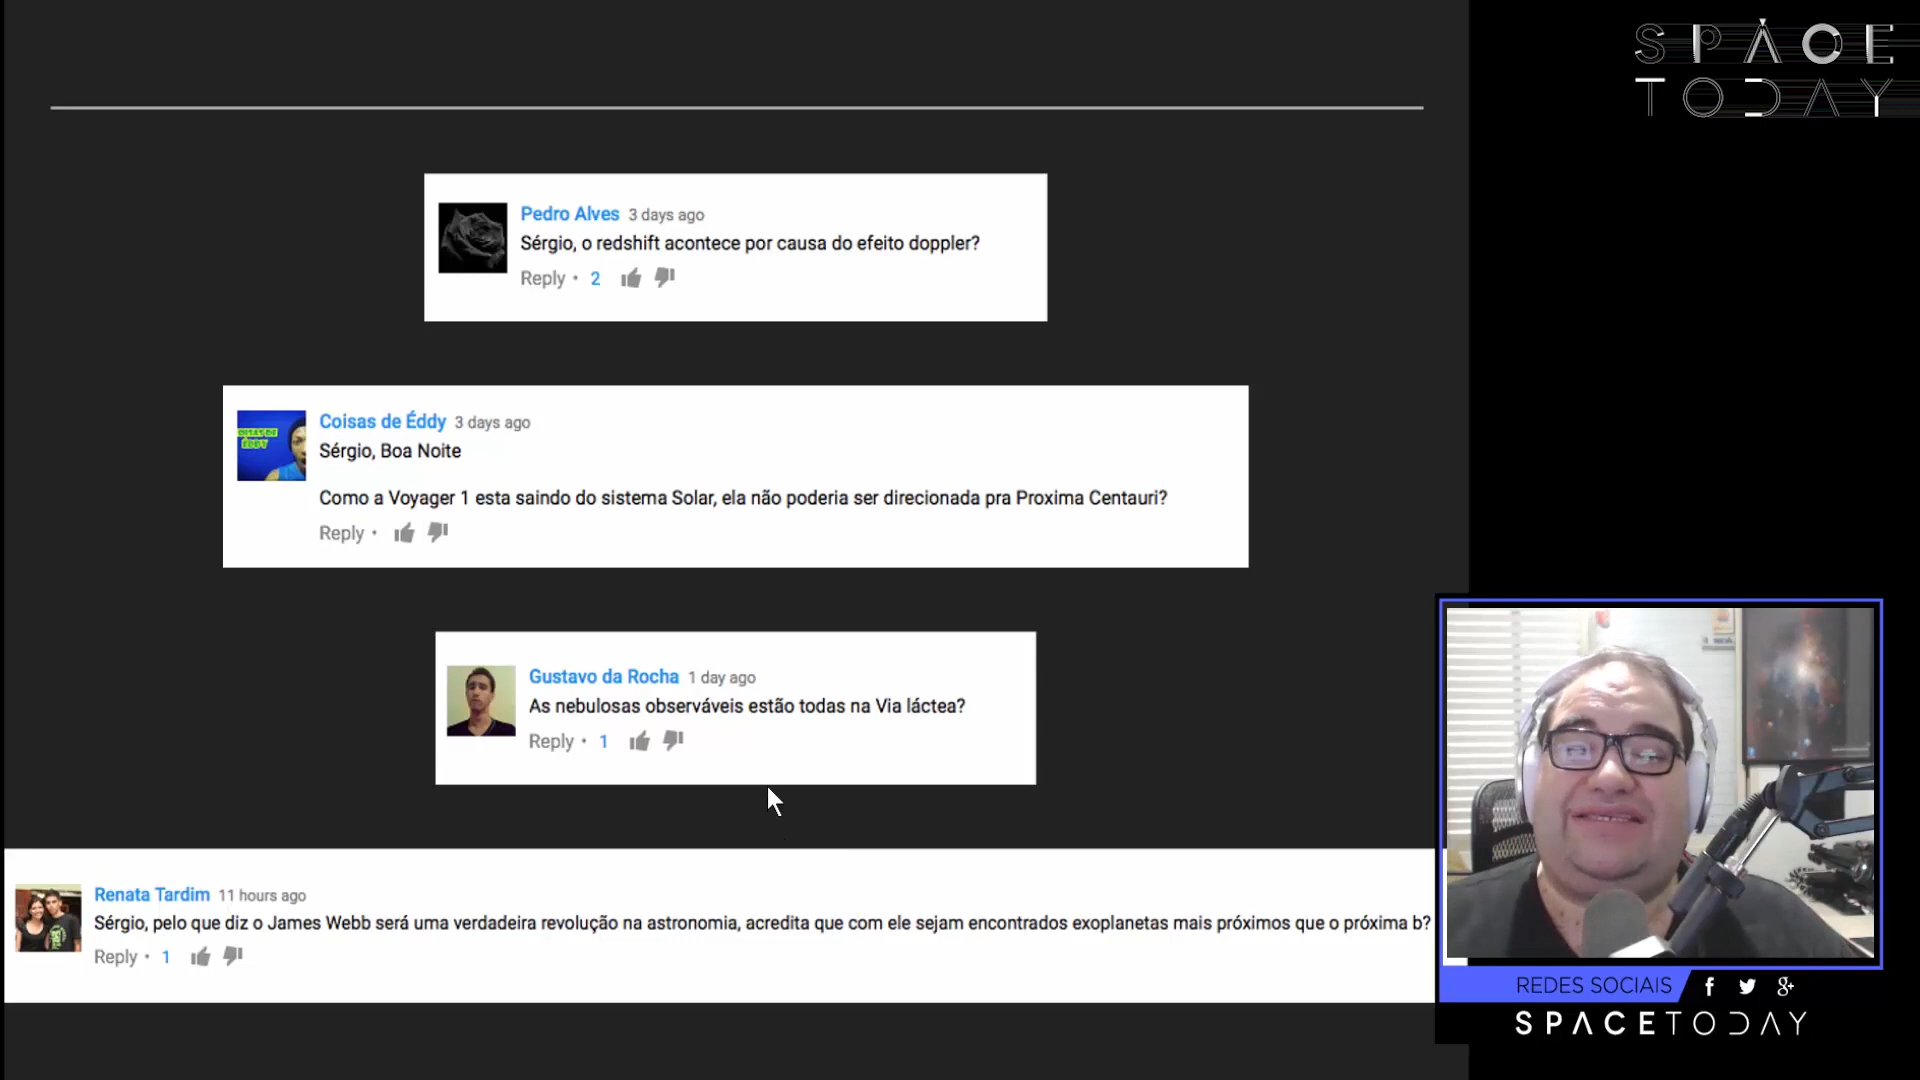 SPACE
TODAY
Pedro Alves 3 days ago
Sérgio, o redshift acontece por causa do efeito doppler?
Reply • 2
Coisas de Éddy 3 days ago
Sérgio, Boa Noite
Como a Voyager 1 esta saindo do sistema Solar, ela não poderia ser direcionada pra Proxima Centauri?
Reply •
COISAS DE
ÉDDY
Gustavo da Rocha 1 day ago
As nebulosas observáveis estão todas na Via láctea?
Reply • 1
Renata Tardim 11 hours ago
Sérgio, pelo que diz o James Webb será uma verdadeira revolução na astronomia, acredita que com ele sejam encontrados exoplanetas mais próximos que o próxima b?
Reply • 1
REDES SOCIAIS f g+
SPACETODAY